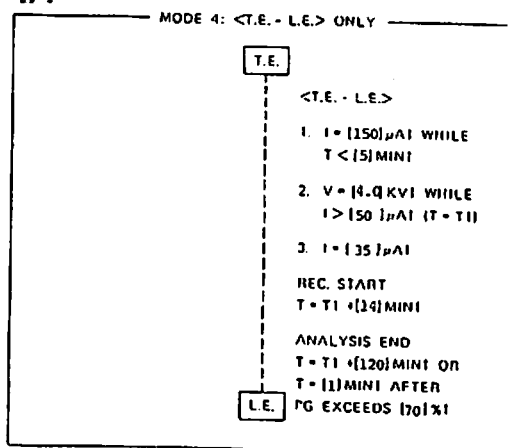 MODE 4: <T.E. - L.E.> ONLY
T.E.
<T.E. - L.E.>
1. I = [150] μA! WHILE
T < [5] MIN!
2. V = [4.0] KV! WHILE
I > [50 ] μA! (T = T1)
3. I = [ 35 ] μA!
REC. START
T = T1 +[24] MIN!
ANALYSIS END
T = T1 +[120] MIN! OR
T = [1] MIN! AFTER
L.E. PG EXCEEDS [70] %!